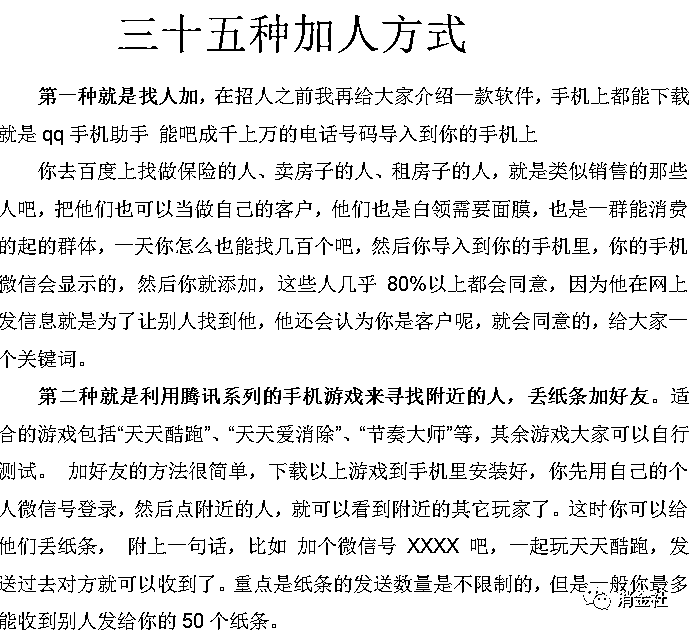 三十五种加人方式
第一种就是找人加，在招人之前我再给大家介绍一款软件，手机上都能下载
就是 qq 手机助手 能吧成千上万的电话号码导入到你的手机上
你去百度上找做保险的人、卖房子的人、租房子的人，就是类似销售的那些
人吧，把他们也可以当做自己的客户，他们也是白领需要面膜，也是一群能消费
的起的群体，一天你怎么也能找几百个吧，然后你导入到你的手机里，你的手机
微信会显示的，然后你就添加，这些人几乎 80%以上都会同意，因为他在网上
发信息就是为了让别人找到他，他还会认为你是客户呢，就会同意的，给大家一
个关键词。
第二种就是利用腾讯系列的手机游戏来寻找附近的人，丢纸条加好友。适
合的游戏包括“天天酷跑”、“天天爱消除”、“节奏大师”等，其余游戏大家可以自行
测试。 加好友的方法很简单，下载以上游戏到手机里安装好，你先用自己的个
人微信号登录，然后点附近的人，就可以看到附近的其它玩家了。这时你可以给
他们丢纸条， 附上一句话，比如 加个微信号 XXXX 吧，一起玩天天酷跑，发
送过去对方就可以收到了。重点是纸条的发送数量是不限制的，但是一般你最多
能收到别人发给你的 50 个纸条。
消金社